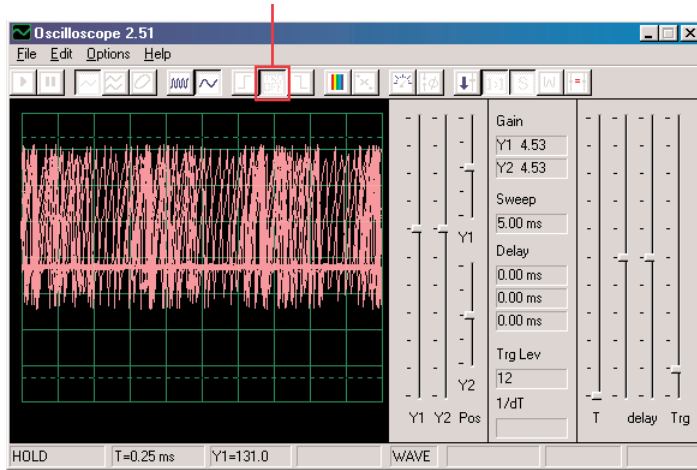 Oscilloscope 2.51
File Edit Options Help
1:1 S W
Gain
Y1 4.53
Y2 4.53
Sweep
5.00 ms
Y1
Delay
0.00 ms
0.00 ms
0.00 ms
Trg Lev
12
Y2
1/dT
Y1 Y2 Pos
T delay Trg
HOLD T=0.25 ms Y1=131.0 WAVE